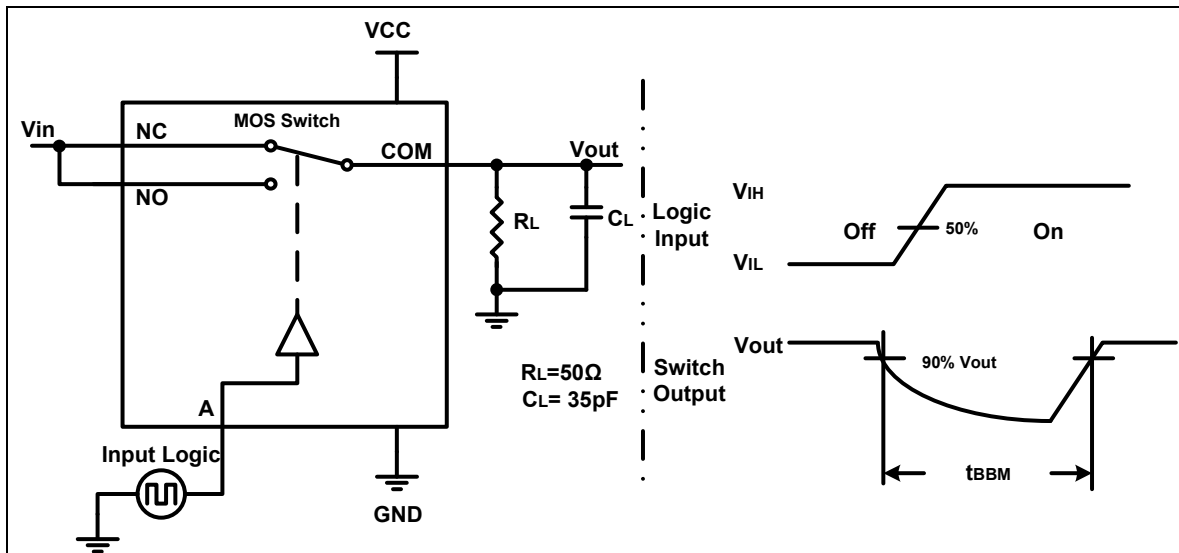 VCC
Vin
NC
MOS Switch
COM
Vout
NO
RL
CL
A
Input Logic
GND
RL=50Ω
CL= 35pF
Logic
Input
VIH
Off
50%
On
VIL
Switch
Output
Vout
90% Vout
tBBM